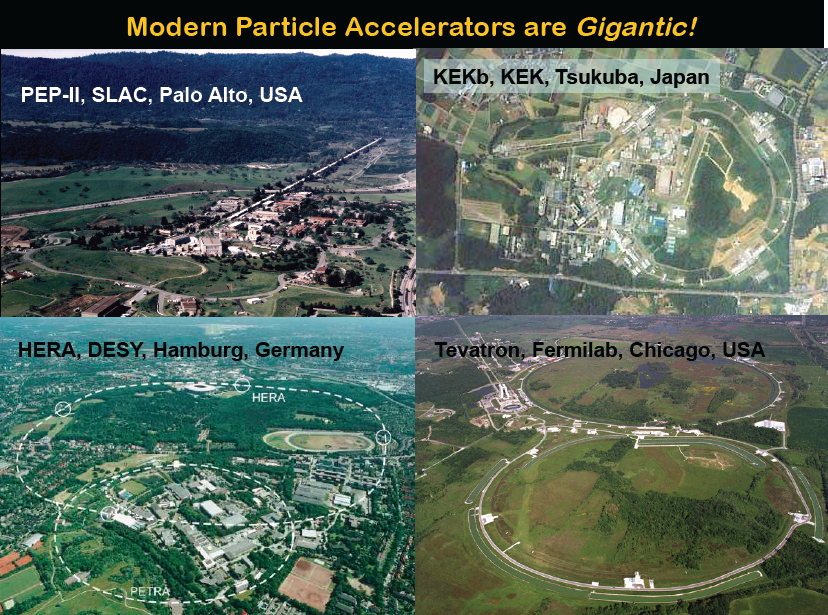 Modern Particle Accelerators are Gigantic!
PEP-II, SLAC, Palo Alto, USA
KEKb, KEK, Tsukuba, Japan
HERA, DESY, Hamburg, Germany
HERA
PETRA
Tevatron, Fermilab, Chicago, USA